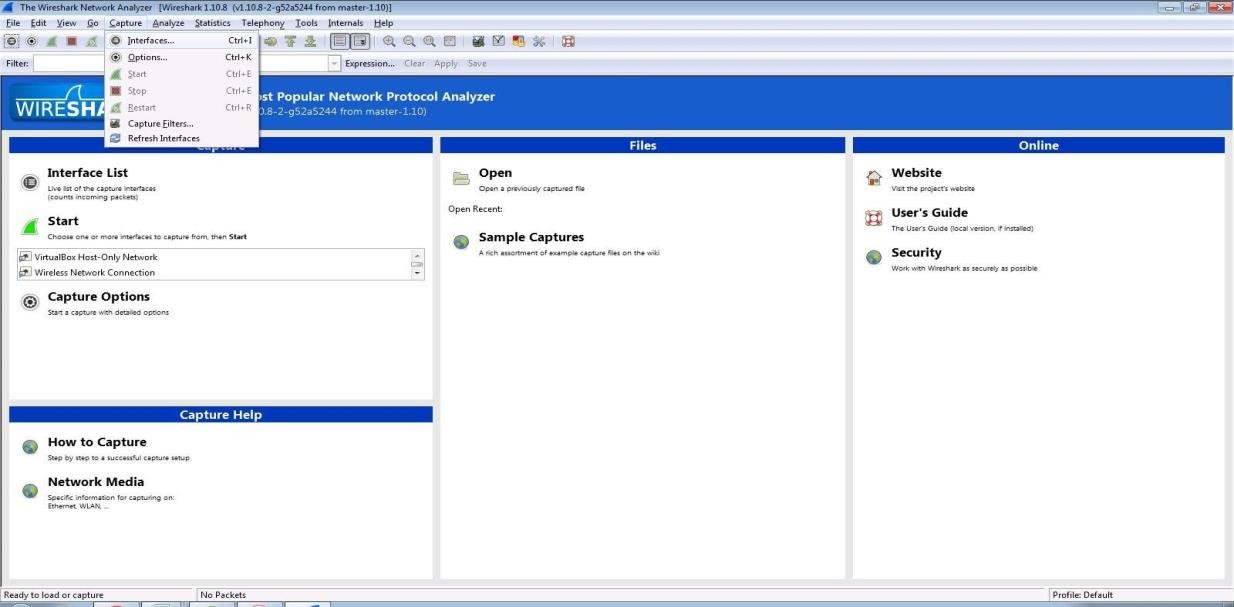 The Wireshark Network Analyzer [Wireshark 1.10.8 (v1.10.8-2-g52a5244 from master-1.10)]
File Edit View Go Capture Analyze Statistics Telephony Tools Internals Help
Interfaces... Ctrl+I
Options... Ctrl+K
Start Ctrl+E
Stop Ctrl+E
Restart Ctrl+R
Capture Filters...
Refresh Interfaces
Filter: Expression... Clear Apply Save
WIRESHA
ost Popular Network Protocol Analyzer
0.8-2-g52a5244 from master-1.10)
Capture
Interface List
Live list of the capture interfaces
(counts incoming packets)
Start
Choose one or more interfaces to capture from, then Start
VirtualBox Host-Only Network
Wireless Network Connection
Capture Options
Start a capture with detailed options
Capture Help
How to Capture
Step by step to a successful capture setup
Network Media
Specific information for capturing on:
Ethernet, WLAN, ...
Files
Open
Open a previously captured file
Open Recent:
Sample Captures
A rich assortment of example capture files on the wiki
Online
Website
Visit the project's website
User's Guide
The User's Guide (local version, if installed)
Security
Work with Wireshark as securely as possible
Ready to load or capture
No Packets
Profile: Default